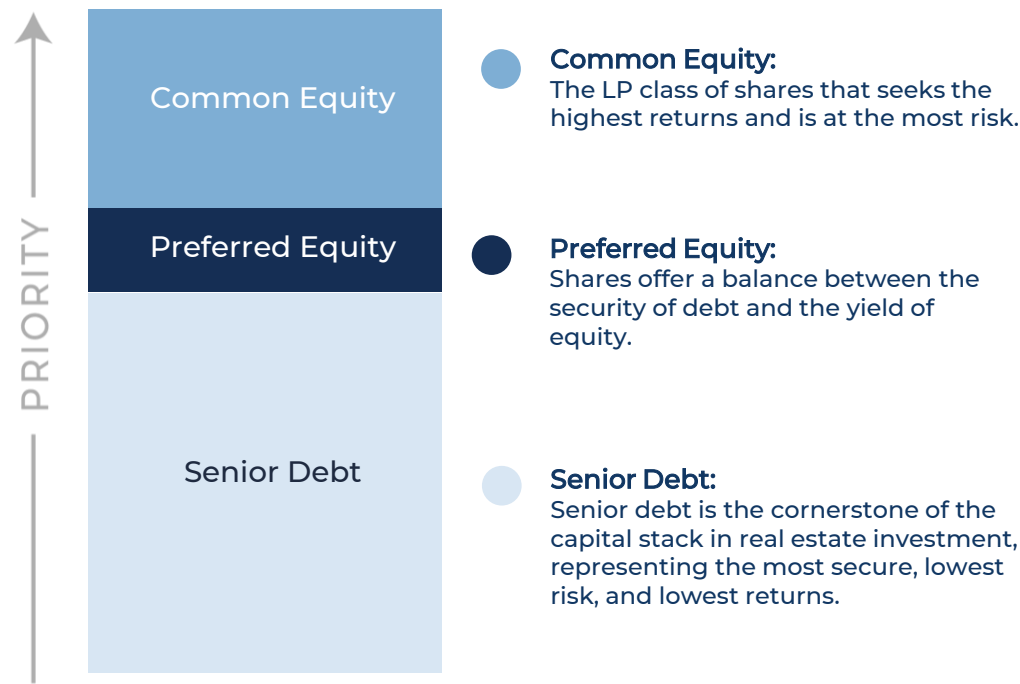 PRIORITY
Common Equity
Preferred Equity
Senior Debt
Common Equity:
The LP class of shares that seeks the
highest returns and is at the most risk.
Preferred Equity:
Shares offer a balance between the
security of debt and the yield of
equity.
Senior Debt:
Senior debt is the cornerstone of the
capital stack in real estate investment,
representing the most secure, lowest
risk, and lowest returns.